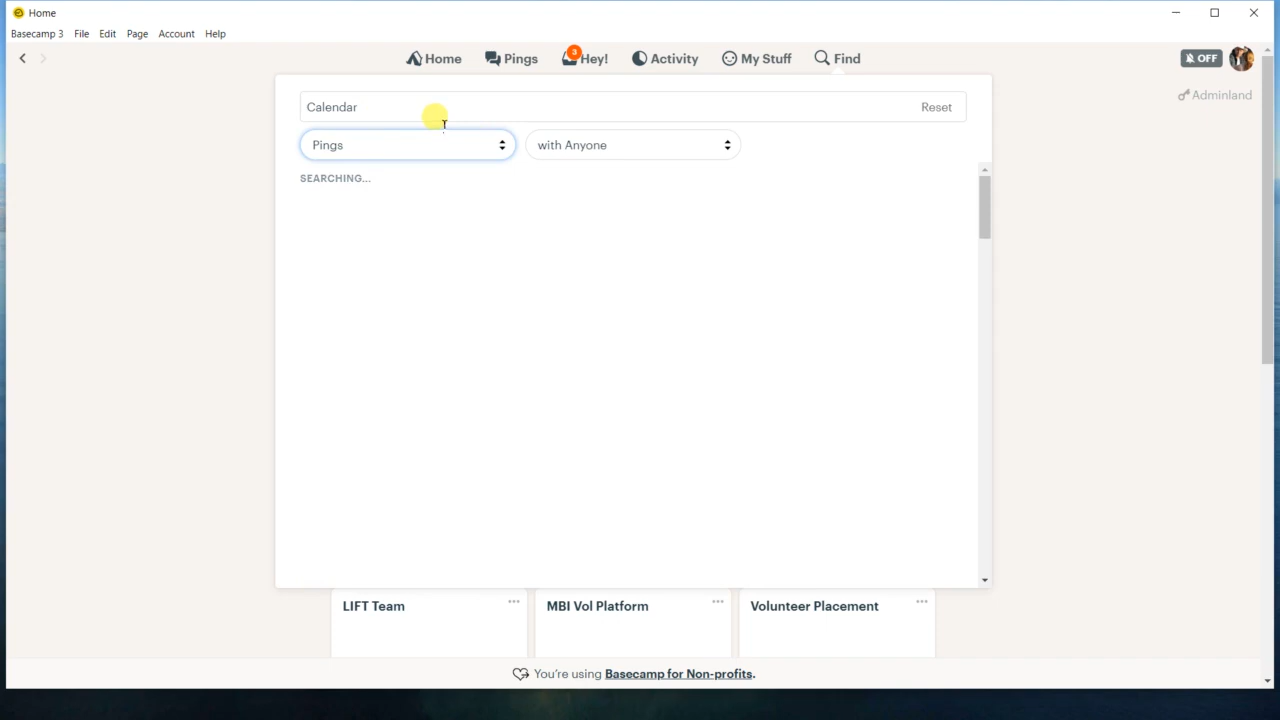 Home
Basecamp 3 File Edit Page Account Help
Home Pings 3 Hey! Activity My Stuff Find OFF
Adminland
Calendar Reset
Pings with Anyone
SEARCHING...
LIFT Team MBI Vol Platform Volunteer Placement
You're using Basecamp for Non-profits.